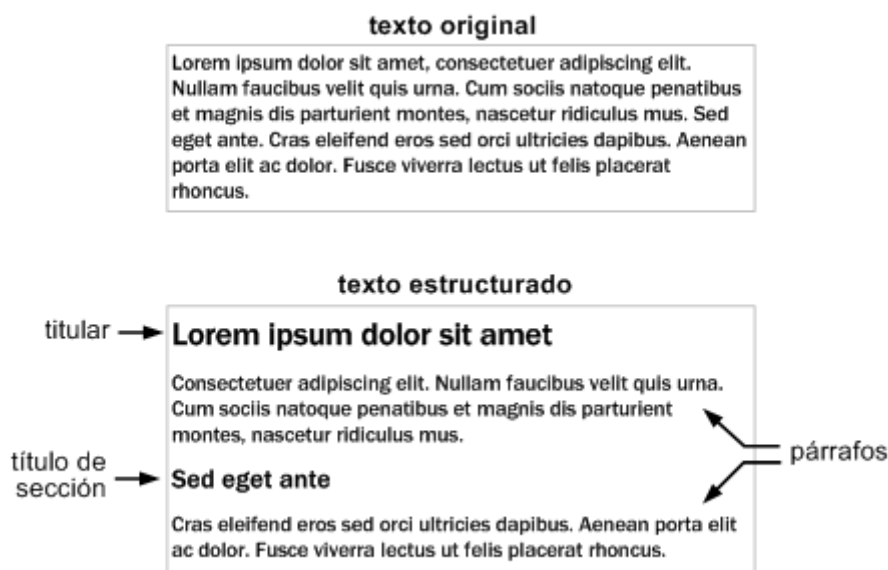 texto original
Lorem ipsum dolor sit amet, consectetuer adipiscing elit.
Nullam faucibus velit quis urna. Cum sociis natoque penatibus
et magnis dis parturient montes, nascetur ridiculus mus. Sed
eget ante. Cras eleifend eros sed orci ultricies dapibus. Aenean
porta elit ac dolor. Fusce viverra lectus ut felis placerat
rhoncus.
texto estructurado
titular
Lorem ipsum dolor sit amet
Consectetuer adipiscing elit. Nullam faucibus velit quis urna.
Cum sociis natoque penatibus et magnis dis parturient
montes, nascetur ridiculus mus.
párrafos
título de
sección
Sed eget ante
Cras eleifend eros sed orci ultricies dapibus. Aenean porta elit
ac dolor. Fusce viverra lectus ut felis placerat rhoncus.